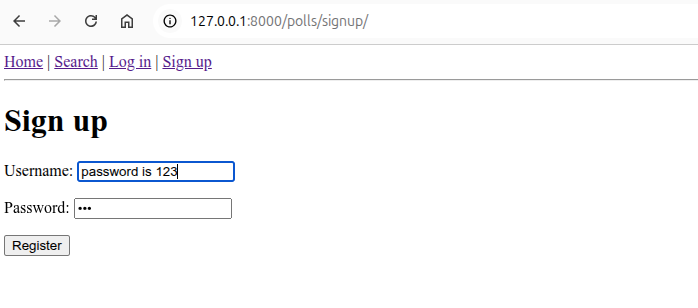 127.0.0.1:8000/polls/signup/
Home | Search | Log in | Sign up
Sign up
Username: password is 123
Password: •••
Register